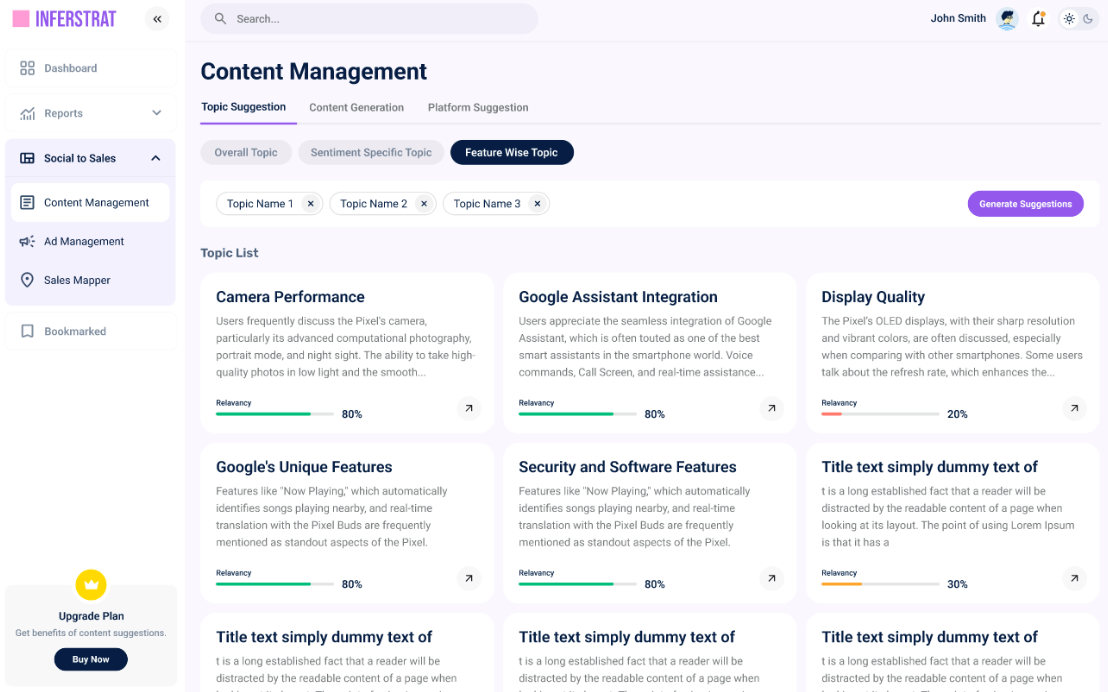 INFERSTRAT
Search...
John Smith
Dashboard
Reports
Social to Sales
Content Management
Ad Management
Sales Mapper
Bookmarked
Upgrade Plan
Get benefits of content suggestions.
Buy Now
Content Management
Topic Suggestion
Content Generation
Platform Suggestion
Overall Topic
Sentiment Specific Topic
Feature Wise Topic
Topic Name 1
Topic Name 2
Topic Name 3
Generate Suggestions
Topic List
Camera Performance
Users frequently discuss the Pixel's camera,
particularly its advanced computational photography,
portrait mode, and night sight. The ability to take high-
quality photos in low light and the smooth...
Relavancy
80%
Google Assistant Integration
Users appreciate the seamless integration of Google
Assistant, which is often touted as one of the best
smart assistants in the smartphone world. Voice
commands, Call Screen, and real-time assistance...
Relavancy
80%
Display Quality
The Pixel's OLED displays, with their sharp resolution
and vibrant colors, are often discussed, especially
when comparing with other smartphones. Some users
talk about the refresh rate, which enhances the...
Relavancy
20%
Google's Unique Features
Features like "Now Playing," which automatically
identifies songs playing nearby, and real-time
translation with the Pixel Buds are frequently
mentioned as standout aspects of the Pixel.
Relavancy
80%
Security and Software Features
Features like "Now Playing," which automatically
identifies songs playing nearby, and real-time
translation with the Pixel Buds are frequently
mentioned as standout aspects of the Pixel.
Relavancy
80%
Title text simply dummy text of
t is a long established fact that a reader will be
distracted by the readable content of a page when
looking at its layout. The point of using Lorem Ipsum
is that it has a
Relavancy
30%
Title text simply dummy text of
t is a long established fact that a reader will be
distracted by the readable content of a page when
Title text simply dummy text of
t is a long established fact that a reader will be
distracted by the readable content of a page when
Title text simply dummy text of
t is a long established fact that a reader will be
distracted by the readable content of a page when